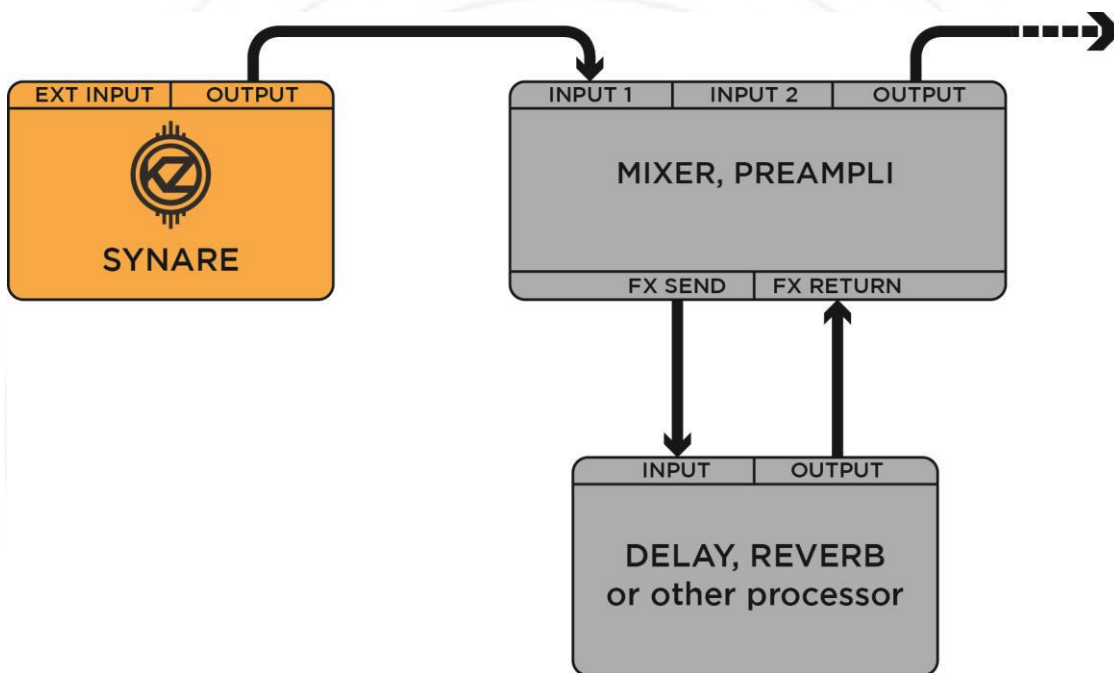 EXT INPUT OUTPUT
KZ
SYNARE
INPUT 1 INPUT 2 OUTPUT
MIXER, PREAMPLI
FX SEND FX RETURN
INPUT OUTPUT
DELAY, REVERB
or other processor